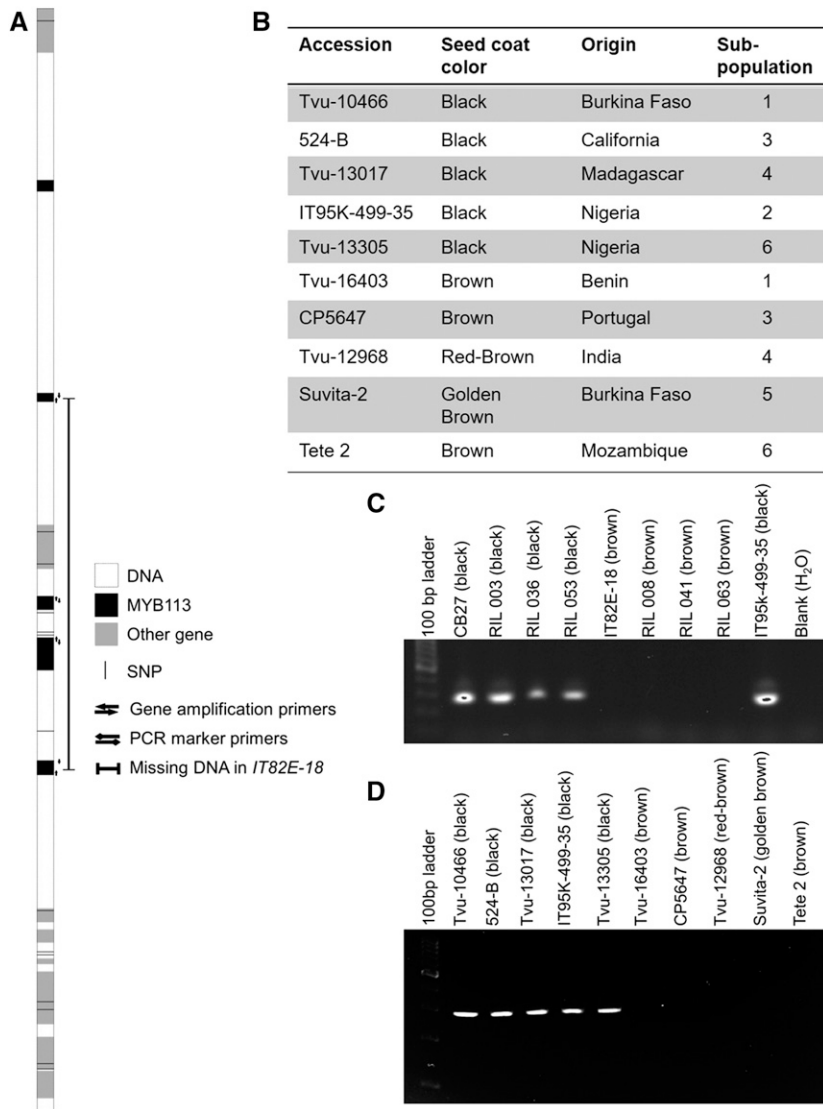 A
B
Accession Seed coat color Origin Sub-population
Tvu-10466 Black Burkina Faso 1
524-B Black California 3
Tvu-13017 Black Madagascar 4
IT95K-499-35 Black Nigeria 2
Tvu-13305 Black Nigeria 6
Tvu-16403 Brown Benin 1
CP5647 Brown Portugal 3
Tvu-12968 Red-Brown India 4
Suvita-2 Golden Brown Burkina Faso 5
Tete 2 Brown Mozambique 6
DNA
MYB113
Other gene
SNP
Gene amplification primers
PCR marker primers
Missing DNA in IT82E-18
C
100 bp ladder
CB27 (black)
RIL 003 (black)
RIL 036 (black)
RIL 053 (black)
IT82E-18 (brown)
RIL 008 (brown)
RIL 041 (brown)
RIL 063 (brown)
IT95k-499-35 (black)
Blank (H₂O)
D
100bp ladder
Tvu-10466 (black)
524-B (black)
Tvu-13017 (black)
IT95K-499-35 (black)
Tvu-13305 (black)
Tvu-16403 (brown)
CP5647 (brown)
Tvu-12968 (red-brown)
Suvita-2 (golden brown)
Tete 2 (brown)